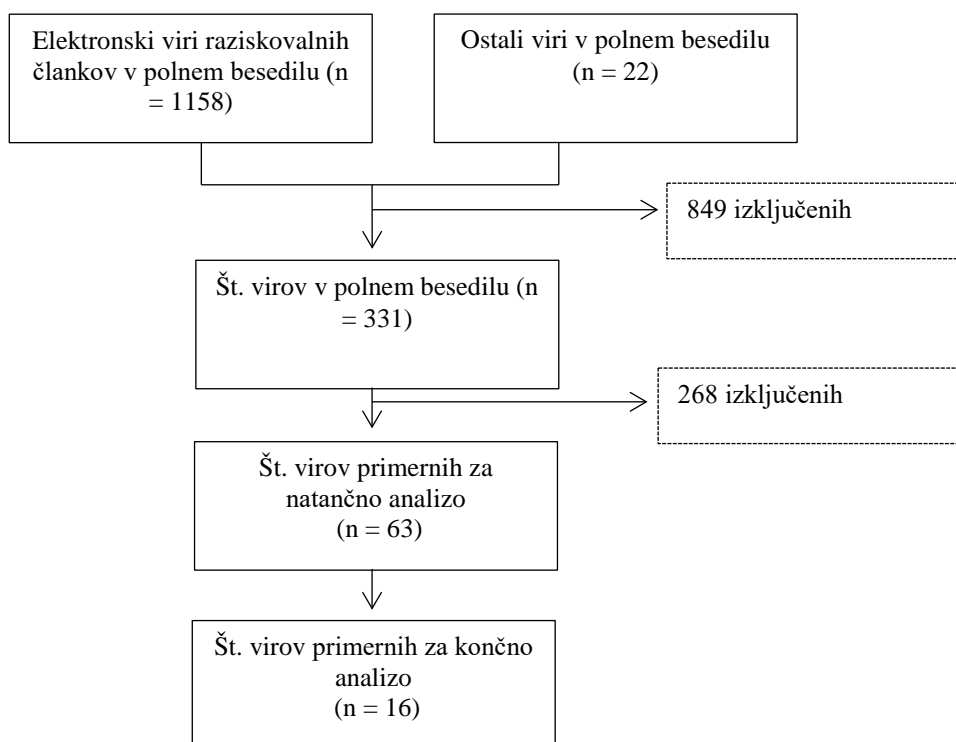 Elektronski viri raziskovalnih
člankov v polnem besedilu (n
= 1158)
Ostali viri v polnem besedilu
(n = 22)
849 izključenih
Št. virov v polnem besedilu (n
= 331)
268 izključenih
Št. virov primernih za
natančno analizo
(n = 63)
Št. virov primernih za končno
analizo
(n = 16)